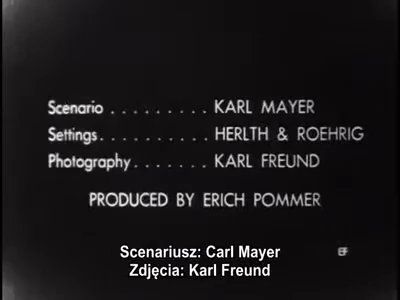 Scenario ......... KARL MAYER
Settings.......... HERLTH & ROEHRIG
Photography....... KARL FREUND
PRODUCED BY ERICH POMMER
Scenariusz: Carl Mayer
Zdjęcia: Karl Freund